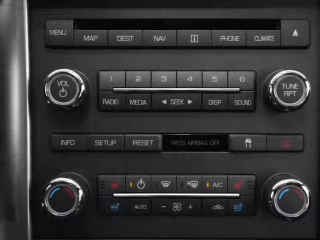 MENU MAP DEST NAV i PHONE CLIMATE
VOL 1 2 3 4 5 6 TUNE RPT
RADIO MEDIA SEEK DISP SOUND
INFO SETUP RESET PASS AIRBAG OFF
A/C
AUTO